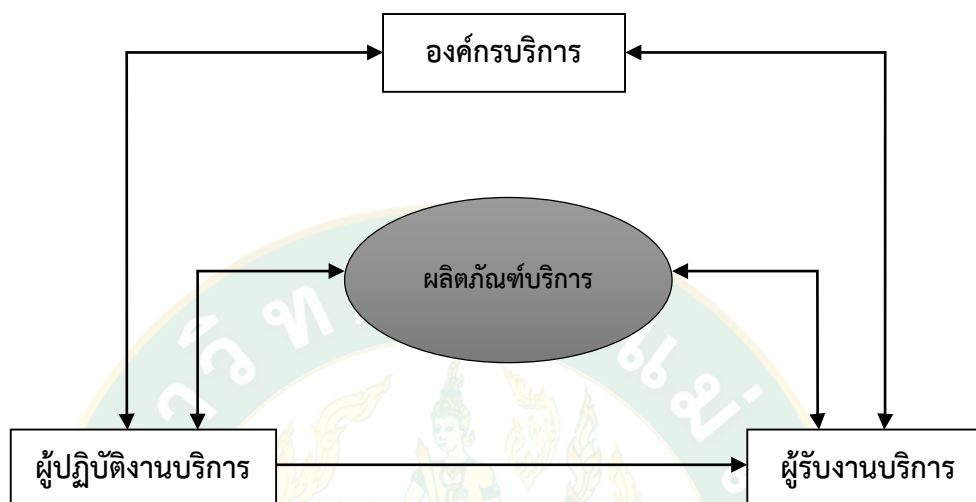 องค์กรบริการ
ผลิตภัณฑ์บริการ
ผู้ปฏิบัติงานบริการ
ผู้รับงานบริการ